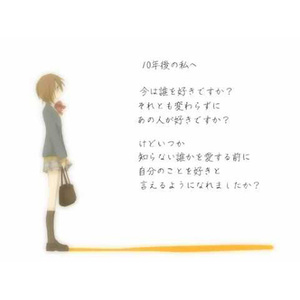 10年後の私へ
今は誰を好きですか?
それとも変わらずに
あの人が好きですか?
けどいつか
知らない誰かを愛する前に
自分のことを好きと
言えるようになれましたか?